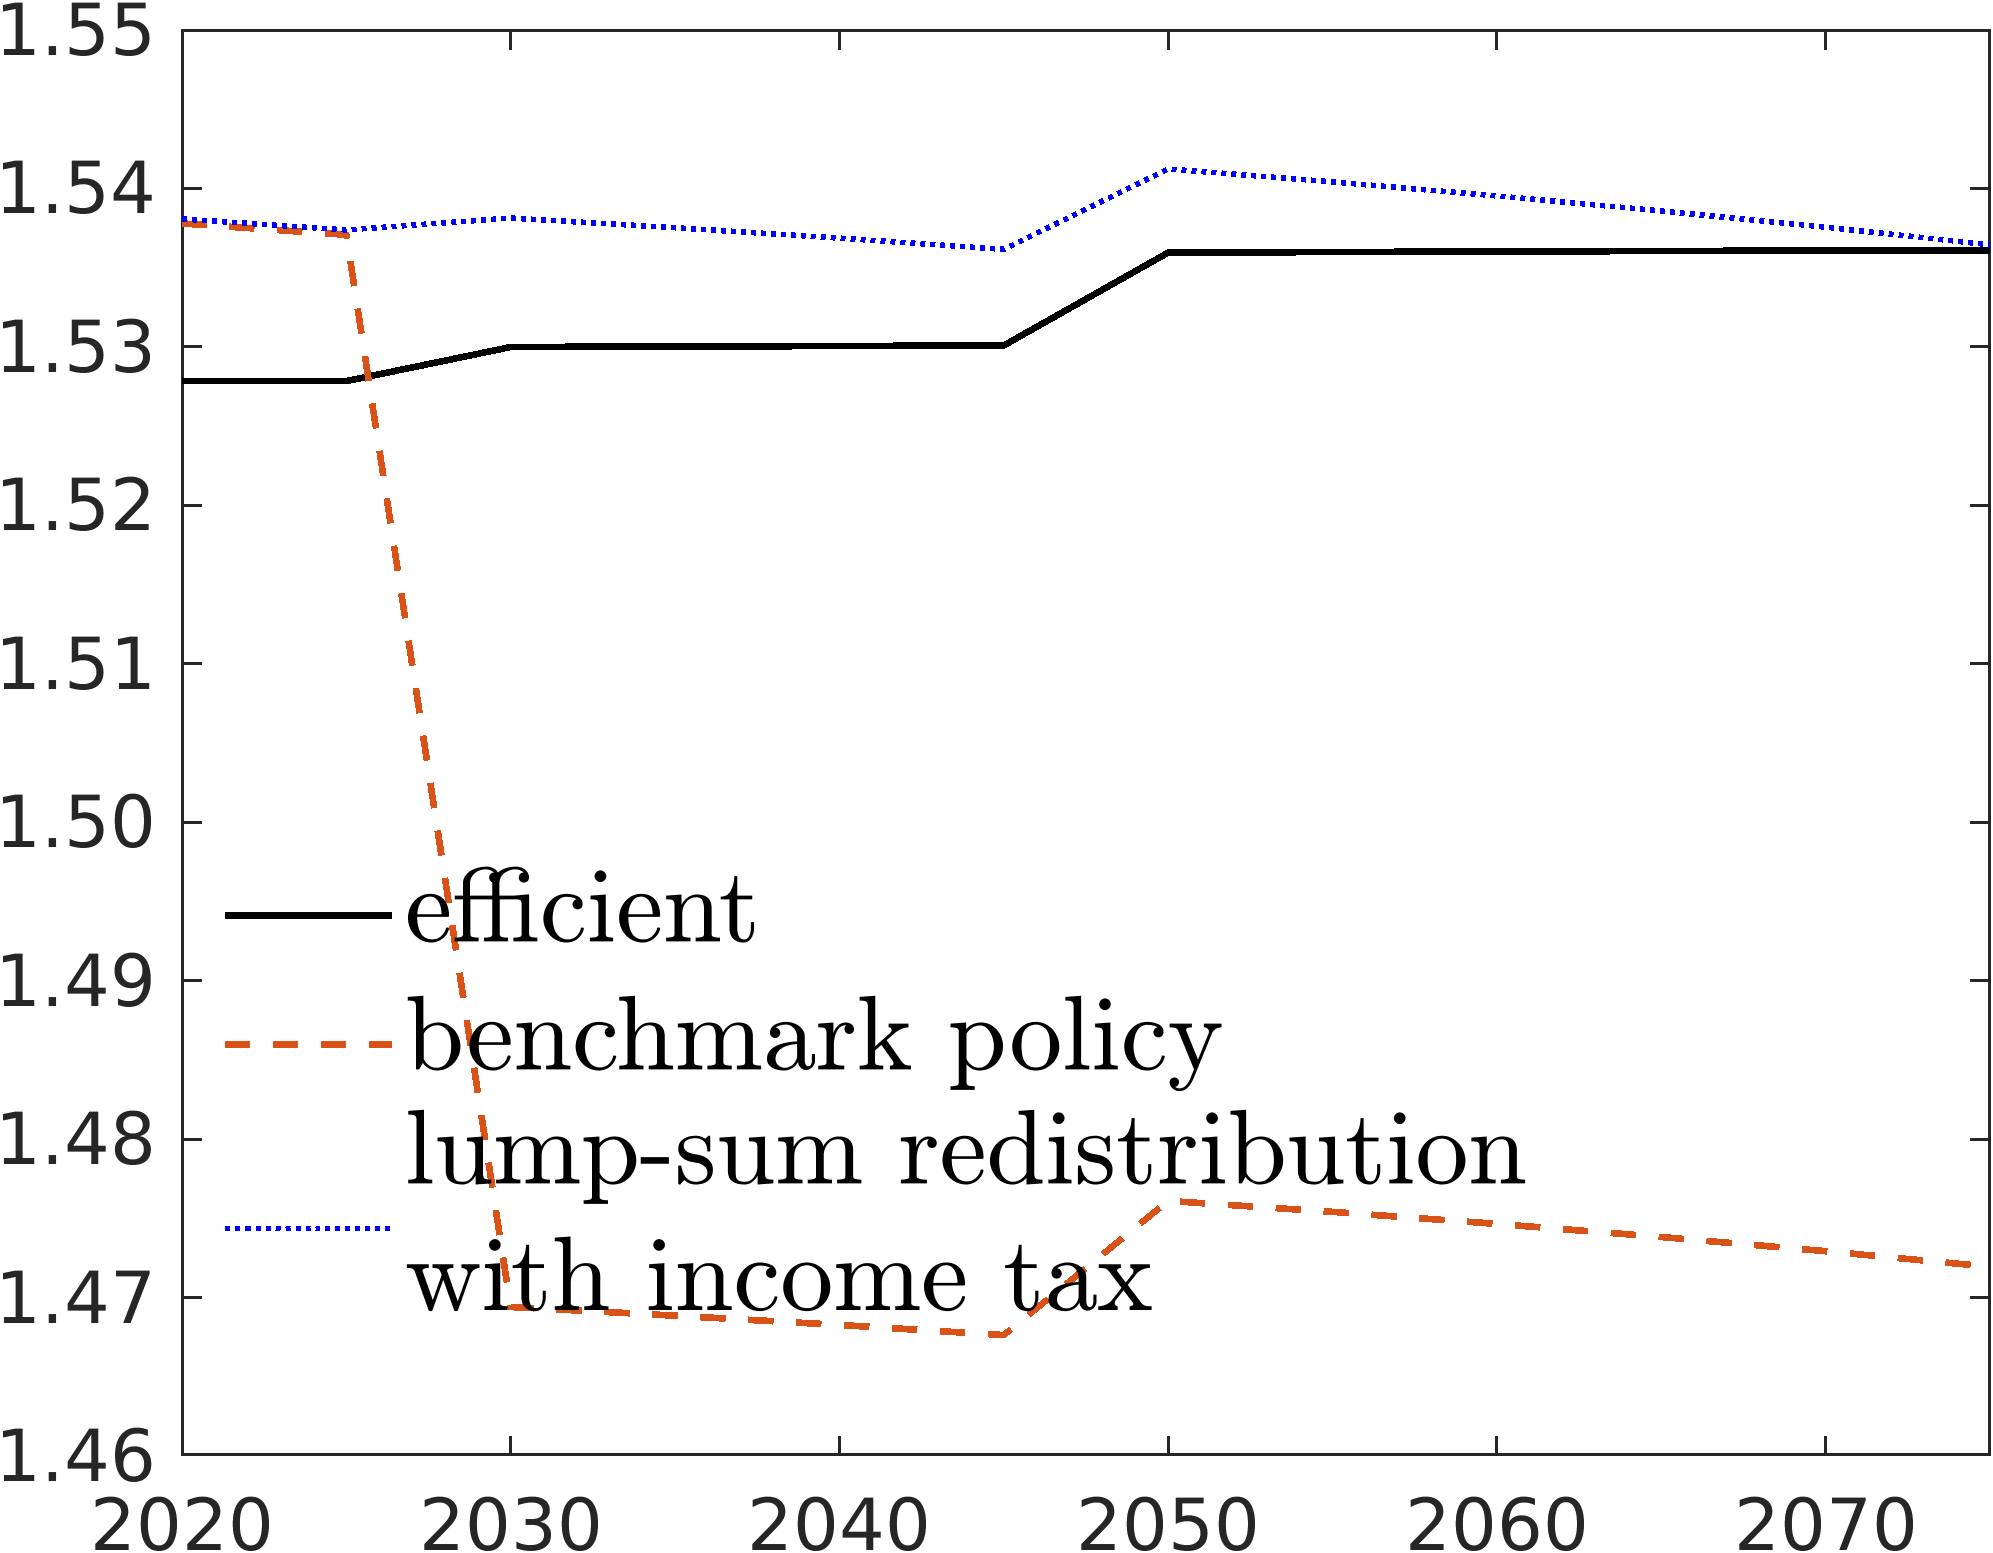 1.55
1.54
1.53
1.52
1.51
1.50
1.49
1.48
1.47
1.46
efficient
benchmark policy
lump-sum redistribution
with income tax
2020 2030 2040 2050 2060 2070